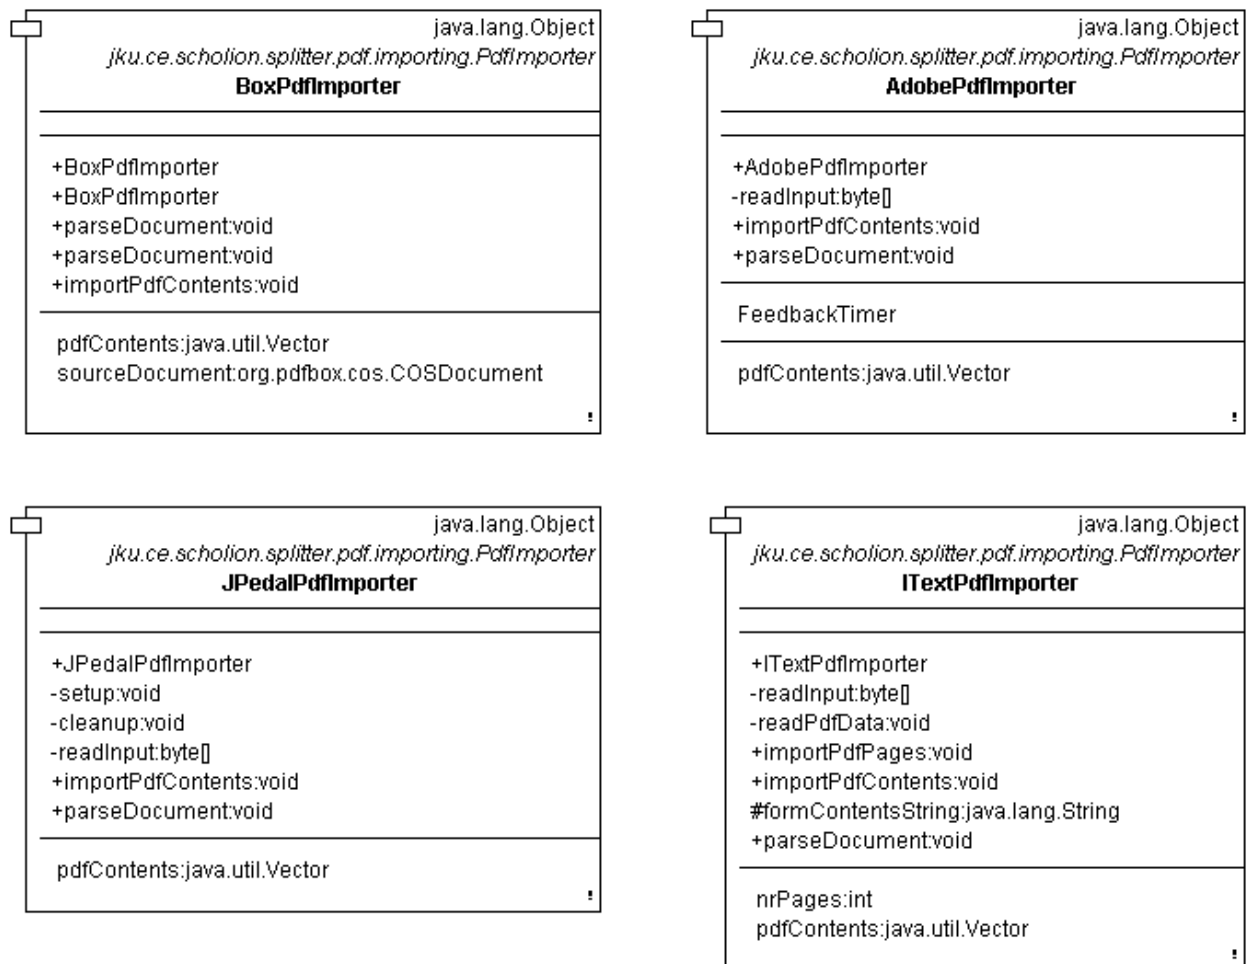 java.lang.Object
jku.ce.scholion.splitter.pdf.importing.PdfImporter
BoxPdfImporter
+BoxPdfImporter
+BoxPdfImporter
+parseDocument:void
+parseDocument:void
+importPdfContents:void
pdfContents:java.util.Vector
sourceDocument:org.pdfbox.cos.COSDocument
java.lang.Object
jku.ce.scholion.splitter.pdf.importing.PdfImporter
AdobePdfImporter
+AdobePdfImporter
-readInput:byte[]
+importPdfContents:void
+parseDocument:void
FeedbackTimer
pdfContents:java.util.Vector
java.lang.Object
jku.ce.scholion.splitter.pdf.importing.PdfImporter
JPedalPdfImporter
+JPedalPdfImporter
-setup:void
-cleanup:void
-readInput:byte[]
+importPdfContents:void
+parseDocument:void
pdfContents:java.util.Vector
java.lang.Object
jku.ce.scholion.splitter.pdf.importing.PdfImporter
ITextPdfImporter
+ITextPdfImporter
-readInput:byte[]
-readPdfData:void
+importPdfPages:void
+importPdfContents:void
#formContentsString:java.lang.String
+parseDocument:void
nrPages:int
pdfContents:java.util.Vector